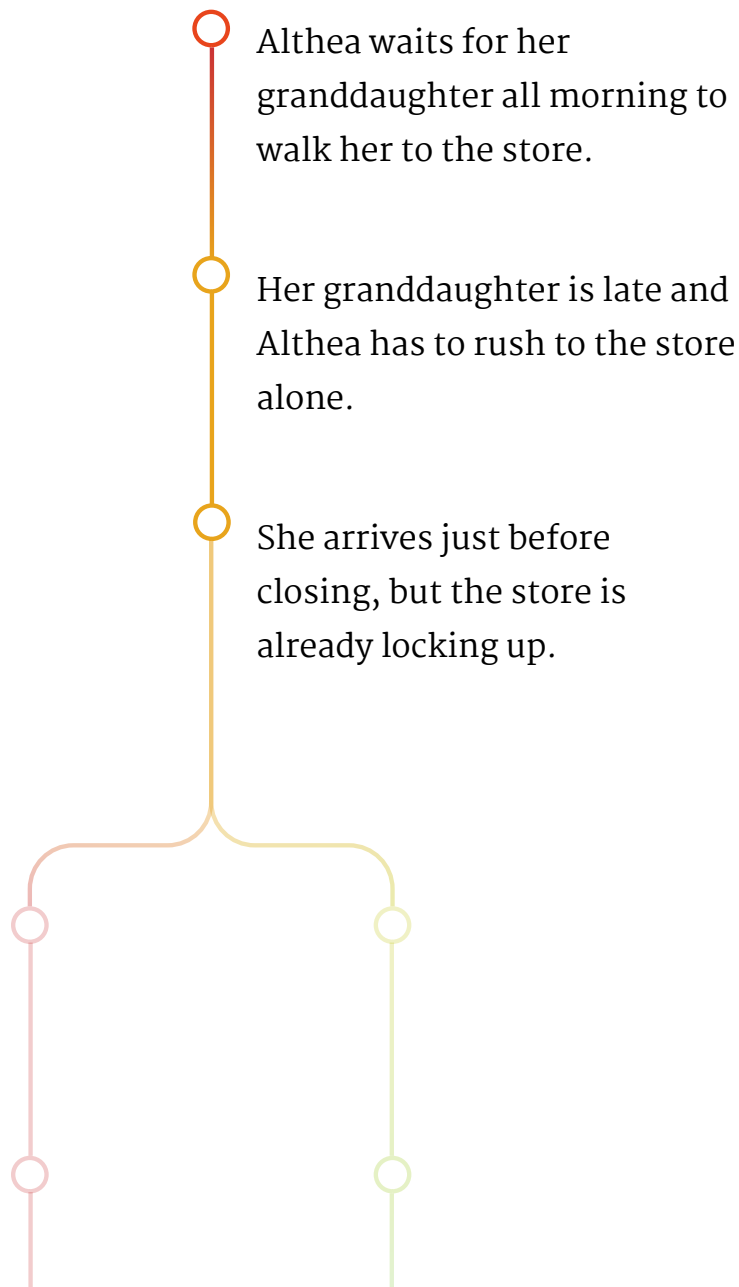 Althea waits for her
granddaughter all morning to
walk her to the store.
Her granddaughter is late and
Althea has to rush to the store
alone.
She arrives just before
closing, but the store is
already locking up.